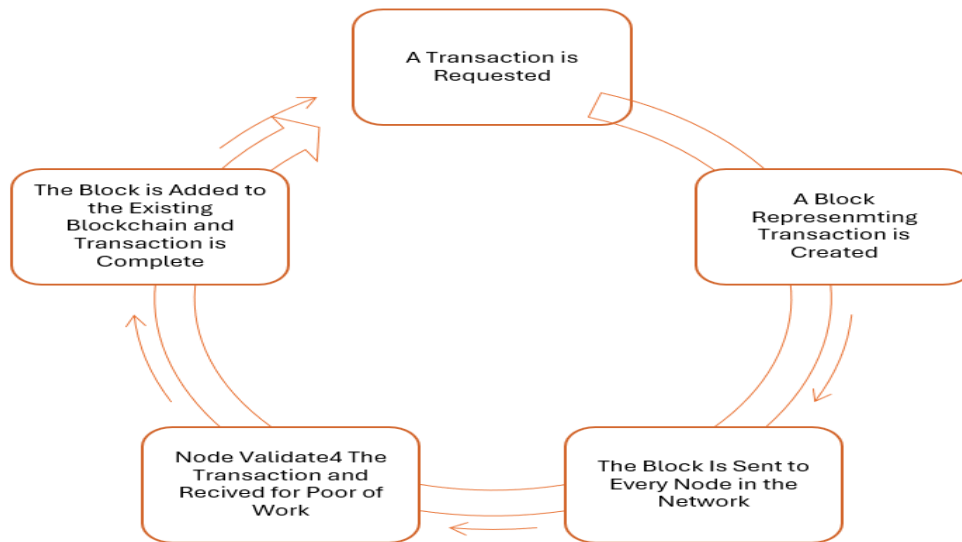 A Transaction is
Requested
A Block
Represenmting
Transaction is
Created
The Block Is Sent to
Every Node in the
Network
Node Validate4 The
Transaction and
Recived for Poor of
Work
The Block is Added to
the Existing
Blockchain and
Transaction is
Complete